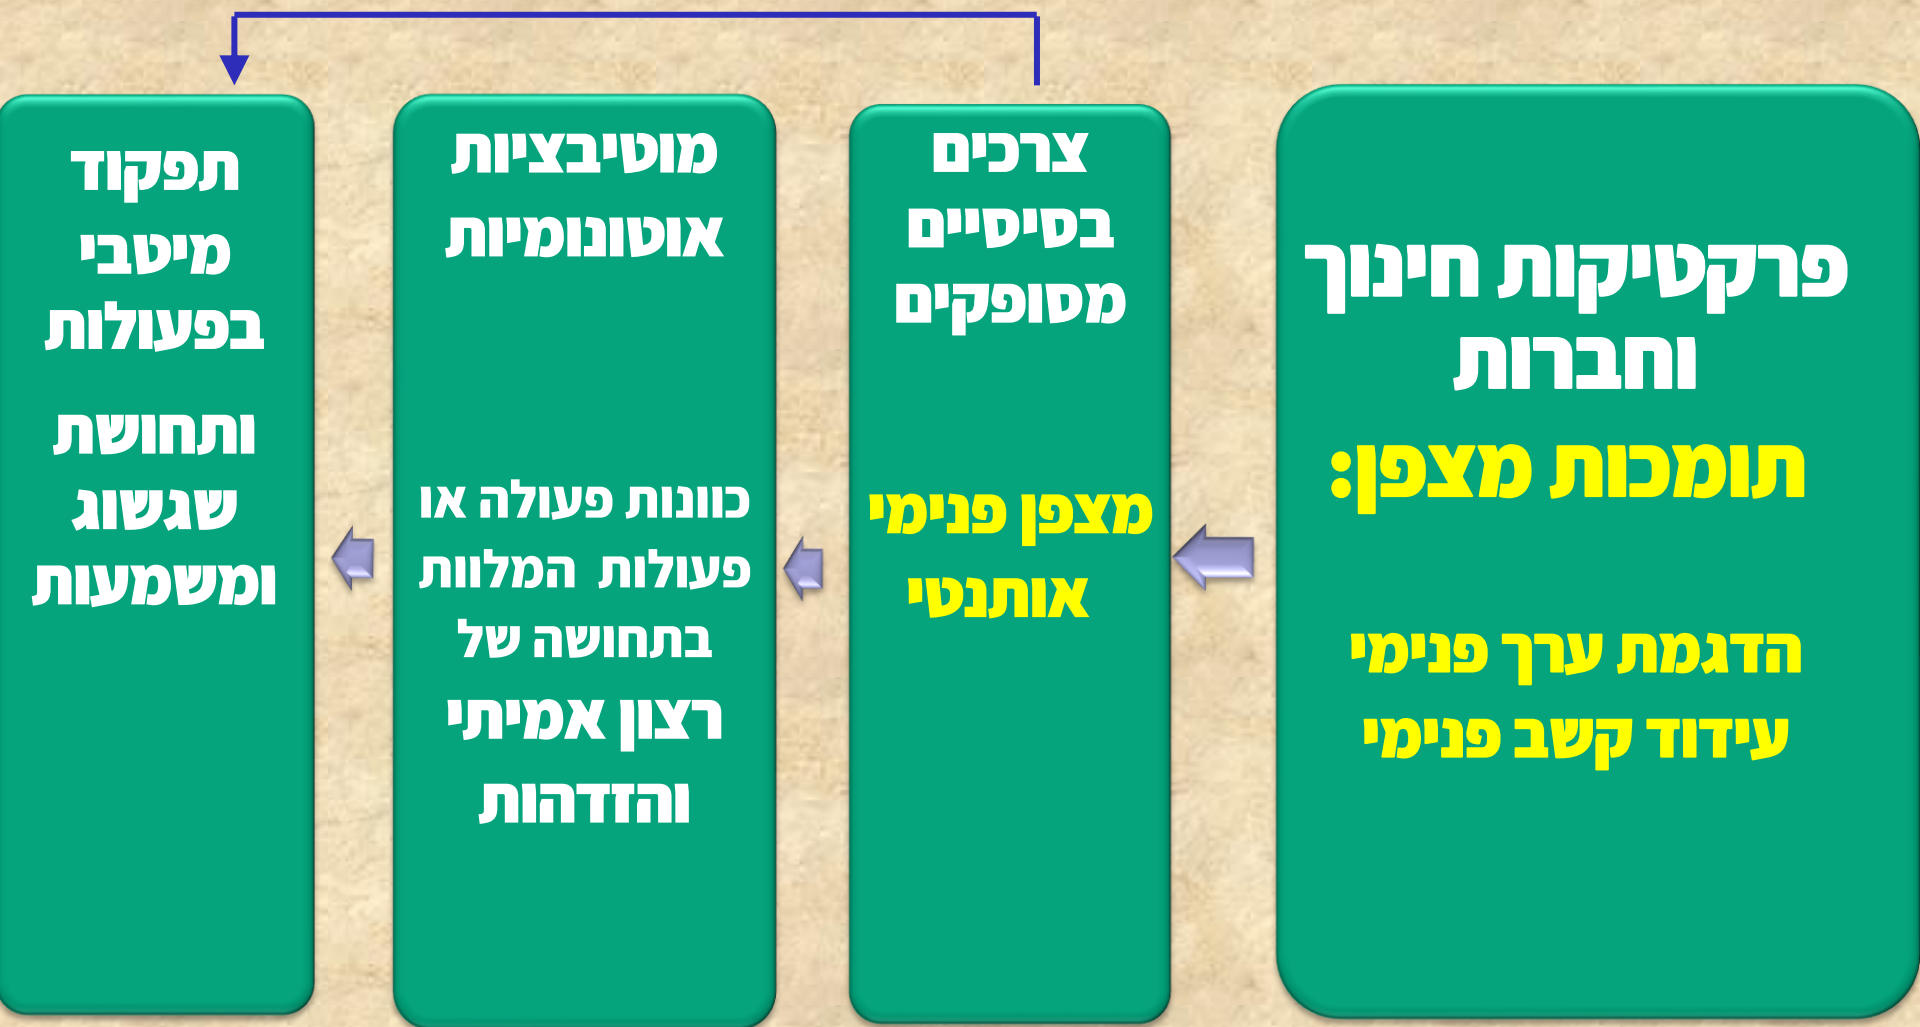 פרקטיקות חינוך
וחברות
תומכות מצפן:
הדגמת ערך פנימי
עידוד קשב פנימי
צרכים
בסיסיים
מסופקים
מצפן פנימי
אותנטי
מוטיבציות
אוטונומיות
כוונות פעולה או
פעולות המלוות
בתחושה של
רצון אמיתי
והזדהות
תפקוד
מיטבי
בפעולות
ותחושת
שגשוג
ומשמעות